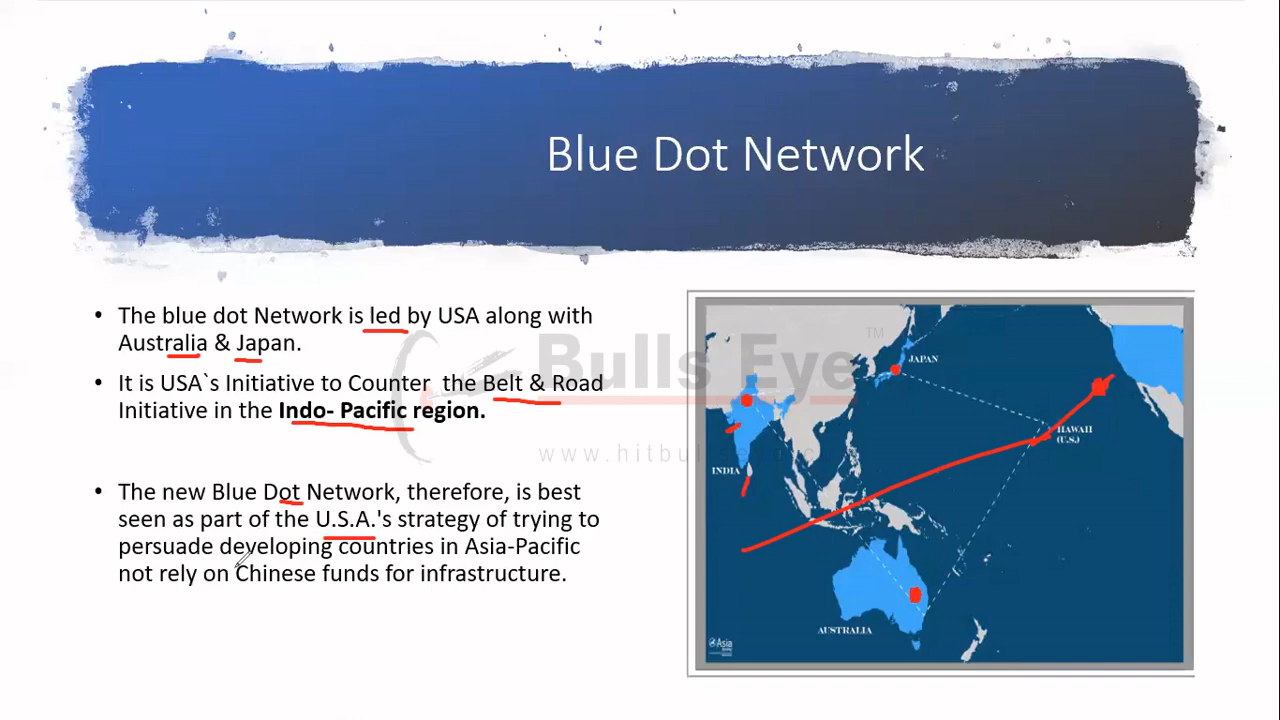 Blue Dot Network
• The blue dot Network is led by USA along with
Australia & Japan.
• It is USA`s Initiative to Counter the Belt & Road
Initiative in the Indo- Pacific region.
• The new Blue Dot Network, therefore, is best
seen as part of the U.S.A.'s strategy of trying to
persuade developing countries in Asia-Pacific
not rely on Chinese funds for infrastructure.
Bulls Eye
TM
JAPAN
HAWAII
(U.S.)
INDIA
AUSTRALIA
Asia